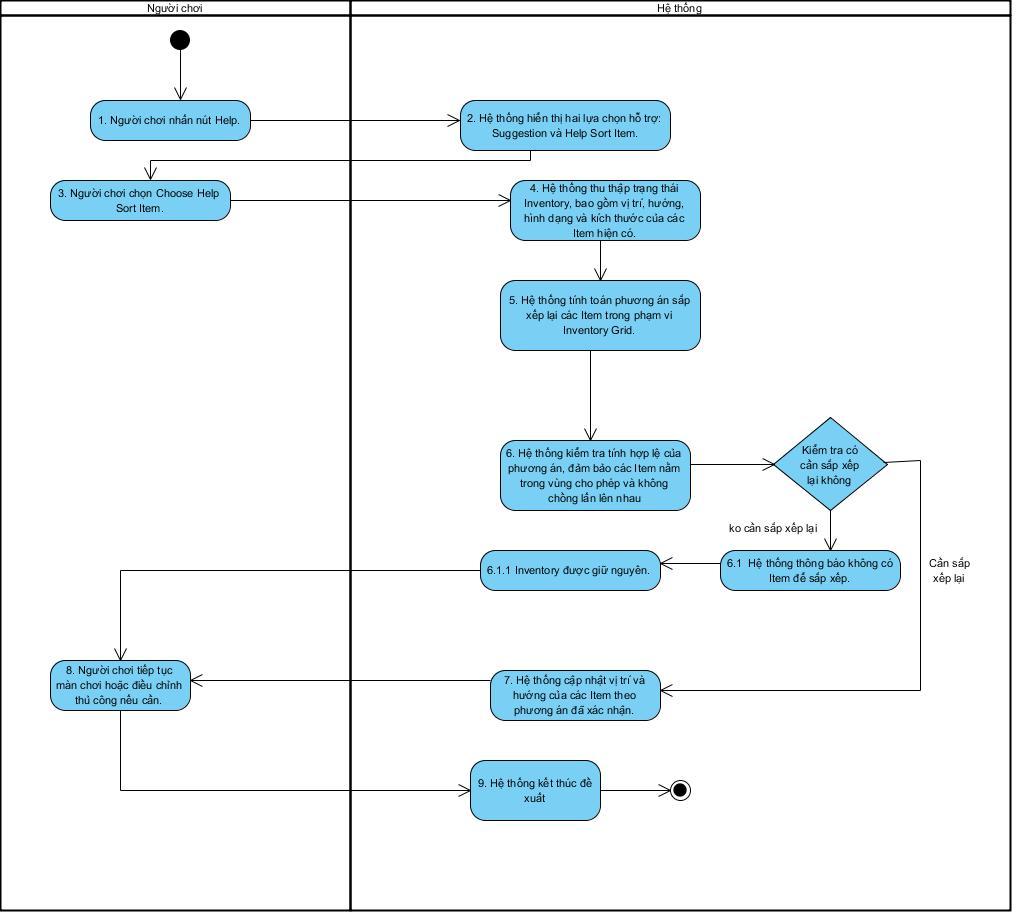 Người chơi
Hệ thống
1. Người chơi nhấn nút Help.
2. Hệ thống hiển thị hai lựa chọn hỗ trợ:
Suggestion và Help Sort Item.
3. Người chơi chọn Choose Help
Sort Item.
4. Hệ thống thu thập trạng thái
Inventory, bao gồm vị trí, hướng,
hình dạng và kích thước của các
Item hiện có.
5. Hệ thống tính toán phương án sắp
xếp lại các Item trong phạm vi
Inventory Grid.
6. Hệ thống kiểm tra tính hợp lệ của
phương án, đảm bảo các Item nằm
trong vùng cho phép và không
chồng lấn lên nhau
Kiểm tra có
cần sắp xếp
lại không
ko cần sắp xếp lại
Cần sắp
xếp lại
6.1 Hệ thống thông báo không có
Item để sắp xếp.
6.1.1 Inventory được giữ nguyên.
7. Hệ thống cập nhật vị trí và
hướng của các Item theo
phương án đã xác nhận.
8. Người chơi tiếp tục
màn chơi hoặc điều chỉnh
thủ công nếu cần.
9. Hệ thống kết thúc đề
xuất